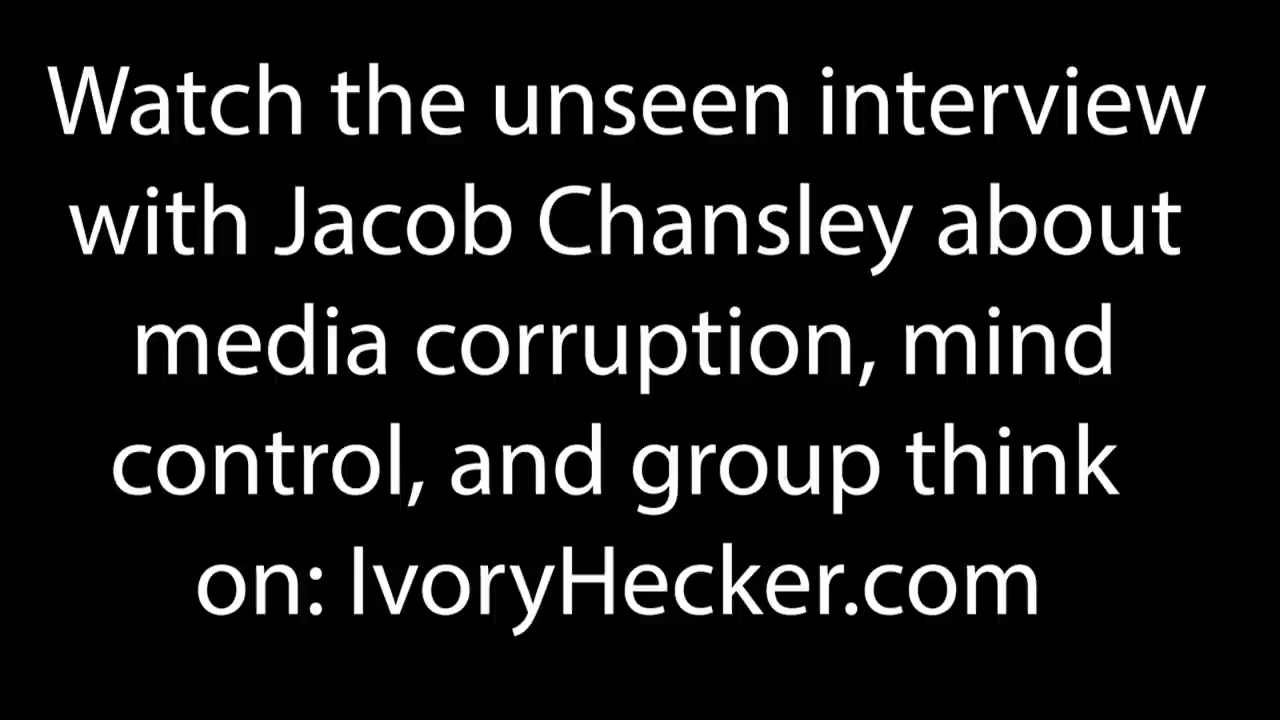 Watch the unseen interview
with Jacob Chansley about
media corruption, mind
control, and group think
on: IvoryHecker.com